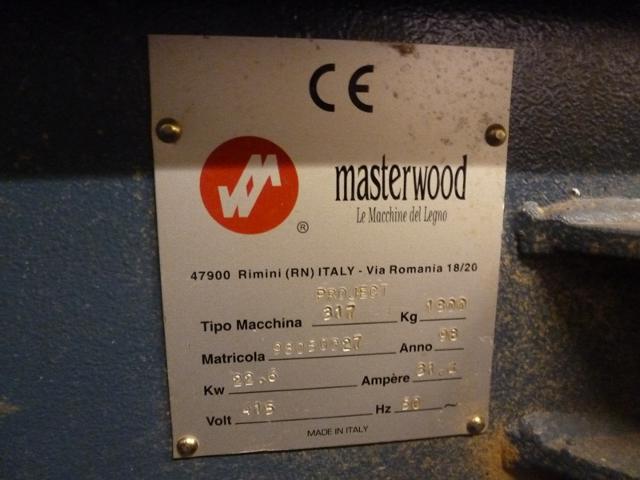 CE
MW ®
masterwood
Le Macchine del Legno
47900 Rimini (RN) ITALY - Via Romania 18/20
PROJECT
Tipo Macchina 317 Kg 1800
Matricola Anno 98
Kw 22.6 Ampère
Volt 415 Hz 50 ~
MADE IN ITALY